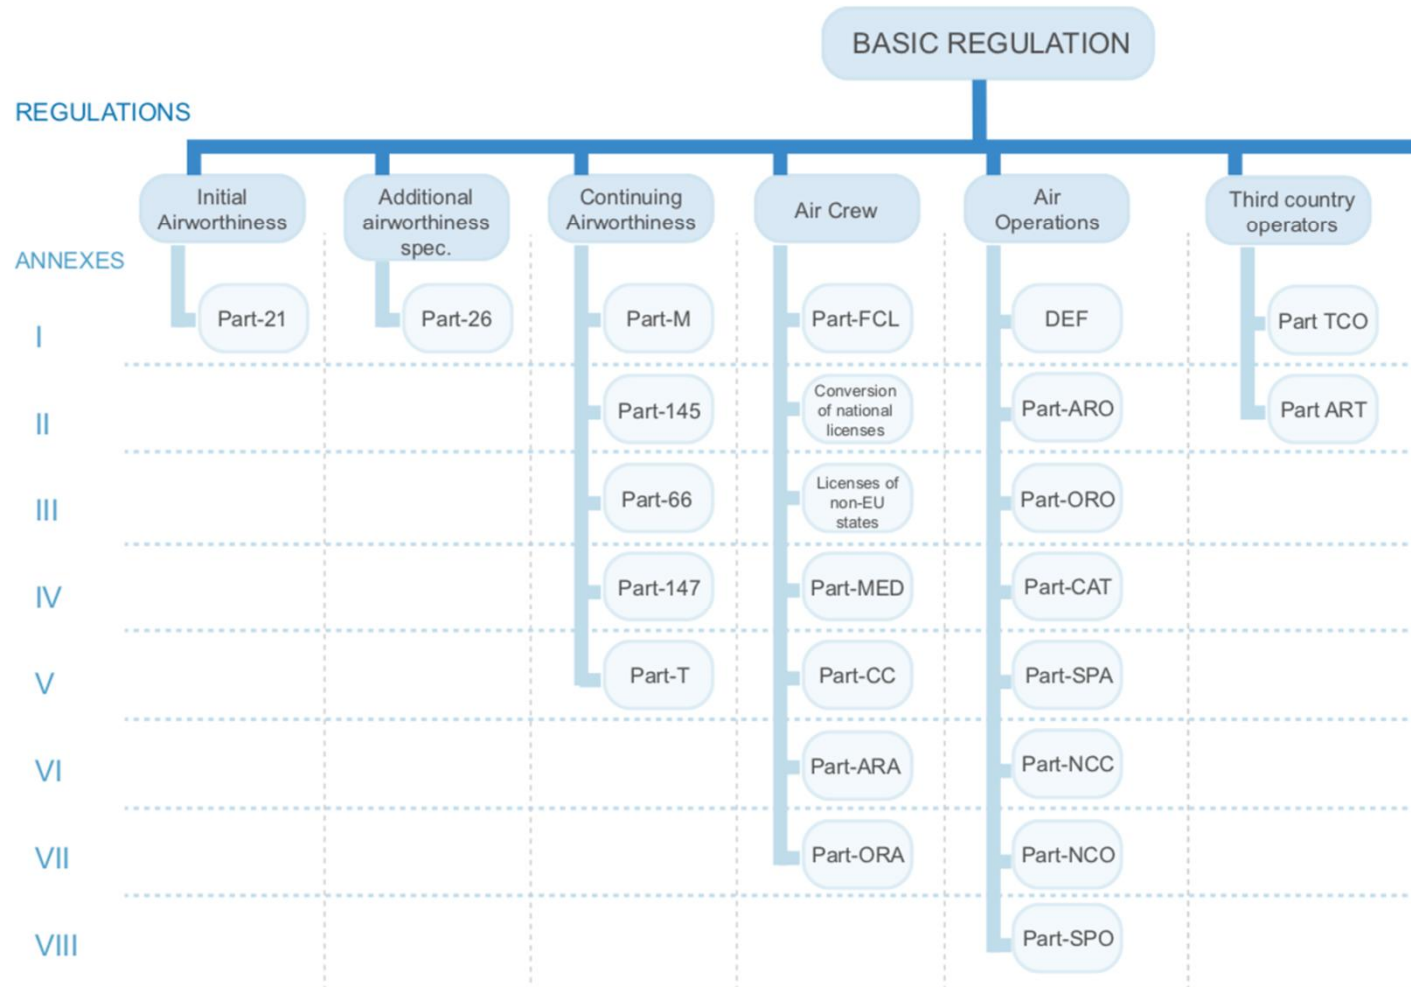 BASIC REGULATION
REGULATIONS
Initial
Airworthiness
Additional
airworthiness
spec.
Continuing
Airworthiness
Air Crew
Air
Operations
Third country
operators
ANNEXES
I
Part-21
Part-26
Part-M
Part-FCL
DEF
Part TCO
II
Part-145
Conversion
of national
licenses
Part-ARO
Part ART
III
Part-66
Licenses of
non-EU
states
Part-ORO
IV
Part-147
Part-MED
Part-CAT
V
Part-T
Part-CC
Part-SPA
VI
Part-ARA
Part-NCC
VII
Part-ORA
Part-NCO
VIII
Part-SPO